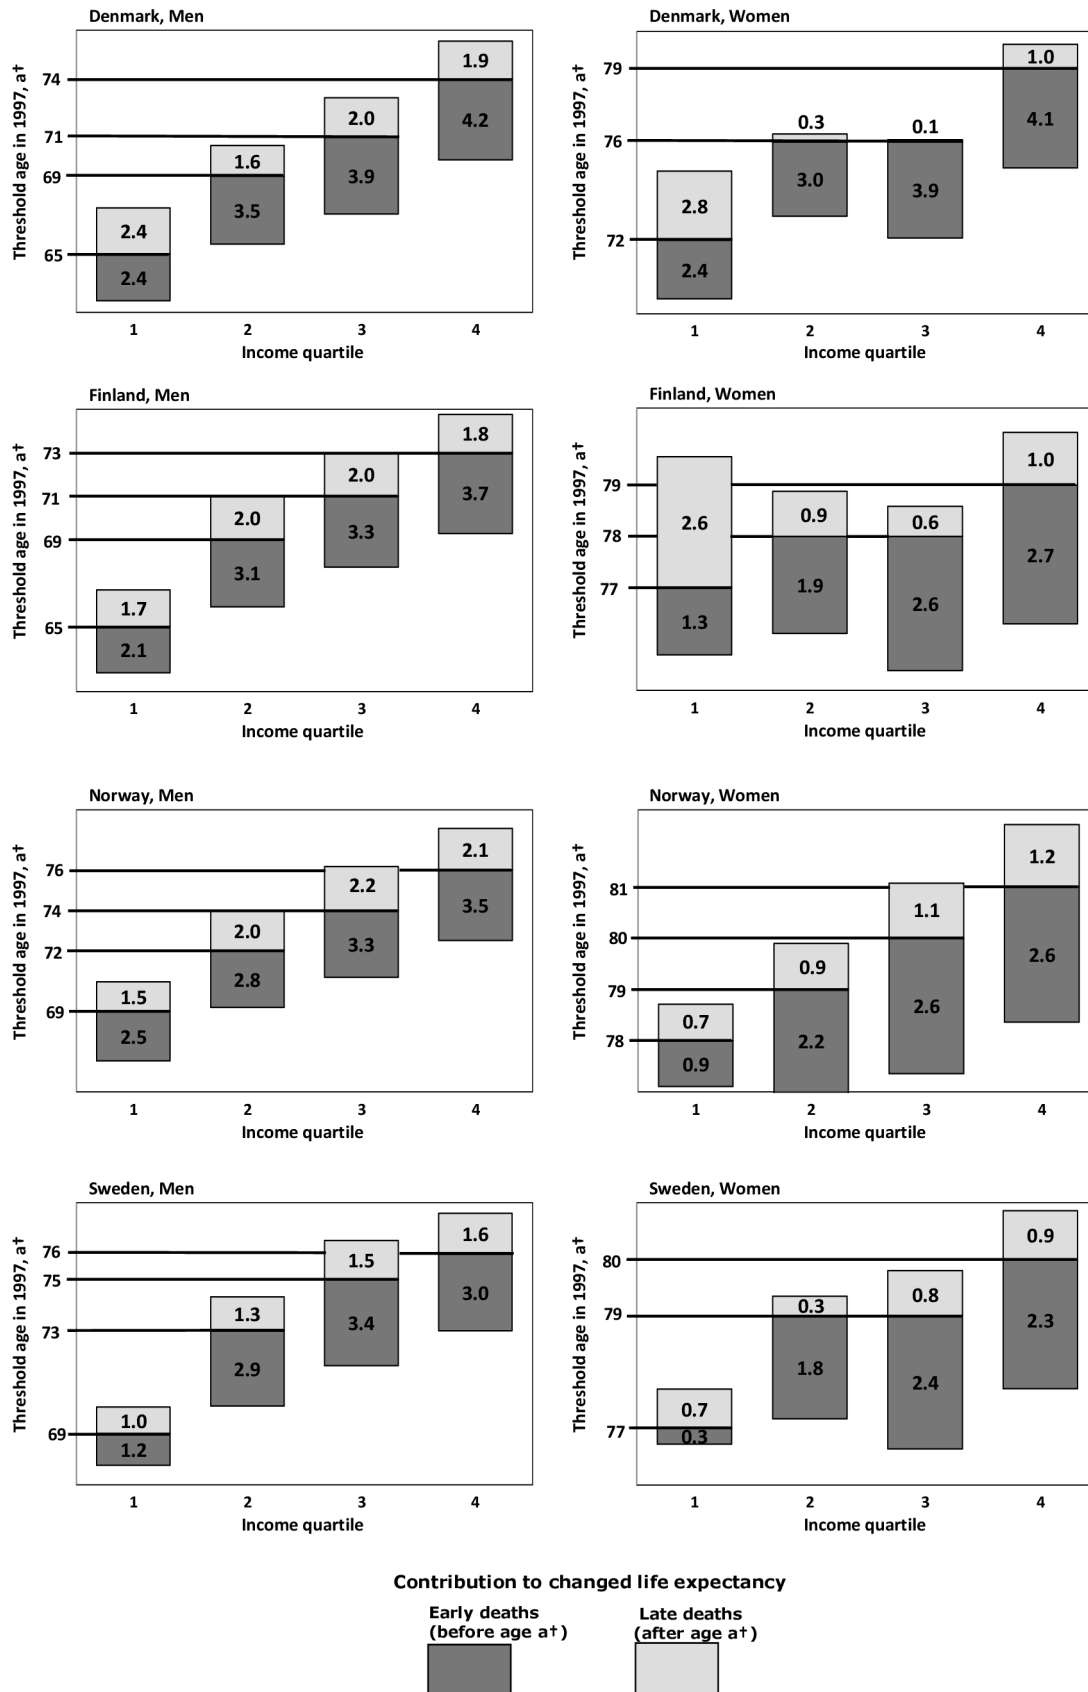 Denmark, Men
Threshold age in 1997, a†
74
71
69
65
2.4
2.4
1.6
3.5
2.0
3.9
1.9
4.2
1 2 3 4
Income quartile
Denmark, Women
Threshold age in 1997, a†
79
76
72
2.8
2.4
0.3
3.0
0.1
3.9
1.0
4.1
1 2 3 4
Income quartile
Finland, Men
Threshold age in 1997, a†
73
71
69
65
1.7
2.1
2.0
3.1
2.0
3.3
1.8
3.7
1 2 3 4
Income quartile
Finland, Women
Threshold age in 1997, a†
79
78
77
2.6
1.3
0.9
1.9
0.6
2.6
1.0
2.7
1 2 3 4
Income quartile
Norway, Men
Threshold age in 1997, a†
76
74
72
69
1.5
2.5
2.0
2.8
2.2
3.3
2.1
3.5
1 2 3 4
Income quartile
Norway, Women
Threshold age in 1997, a†
81
80
79
78
0.7
0.9
0.9
2.2
1.1
2.6
1.2
2.6
1 2 3 4
Income quartile
Sweden, Men
Threshold age in 1997, a†
76
75
73
69
1.0
1.2
1.3
2.9
1.5
3.4
1.6
3.0
1 2 3 4
Income quartile
Sweden, Women
Threshold age in 1997, a†
80
79
77
0.7
0.3
0.3
1.8
0.8
2.4
0.9
2.3
1 2 3 4
Income quartile
Contribution to changed life expectancy
Early deaths
(before age a†)
Late deaths
(after age a†)